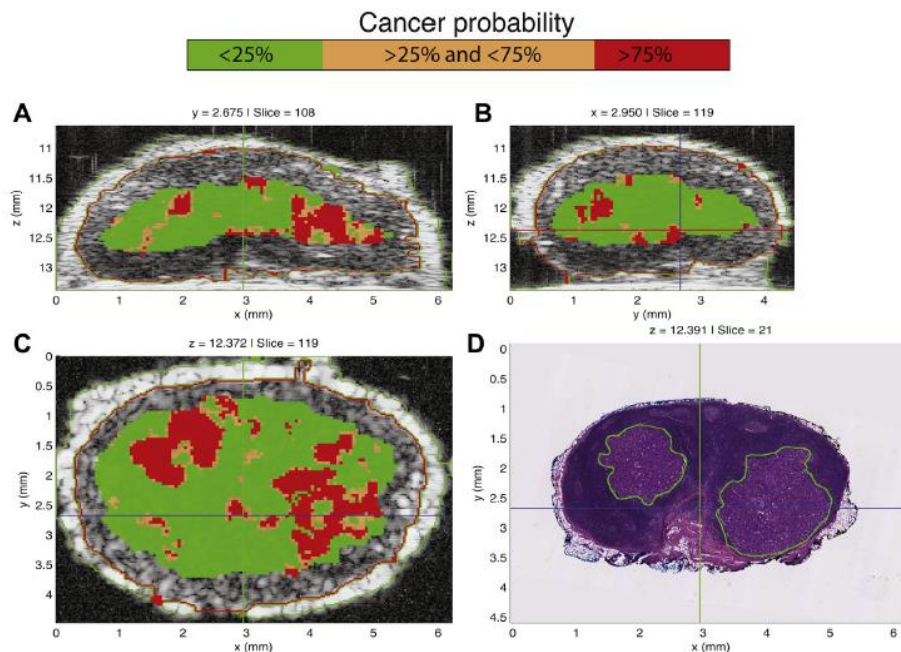 Cancer probability
<25% >25% and <75% >75%
A B
y = 2.675 | Slice = 108 x = 2.950 | Slice = 119
11 11
11.5 11.5
z (mm) 12 z (mm) 12
12.5 12.5
13 13
0 1 2 3 4 5 6 0 1 2 3 4
x (mm) y (mm)
C D
z = 12.372 | Slice = 119 z = 12.391 | Slice = 21
0 0
0.5 0.5
1 1
1.5 1.5
y (mm) 2 y (mm) 2
2.5 2.5
3 3
3.5 3.5
4 4
4.5
0 1 2 3 4 5 6 0 1 2 3 4 5 6
x (mm) x (mm)